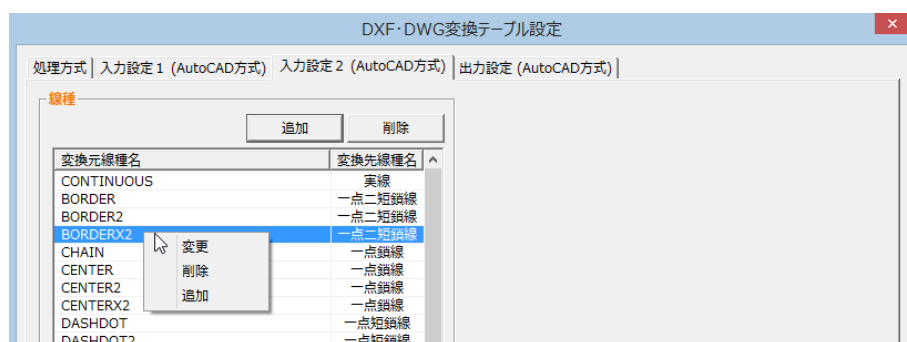 DXF･DWG変換テーブル設定
処理方式 入力設定１ (AutoCAD方式) 入力設定２ (AutoCAD方式) 出力設定 (AutoCAD方式)
線種
追加 削除
変換元線種名 変換先線種名
CONTINUOUS 実線
BORDER 一点二短鎖線
BORDER2 一点二短鎖線
BORDERX2 一点二短鎖線
CHAIN 一点鎖線
CENTER 一点鎖線
CENTER2 一点鎖線
CENTERX2 一点鎖線
DASHDOT 一点短鎖線
DASHDOT2 一点短鎖線
変更
削除
追加